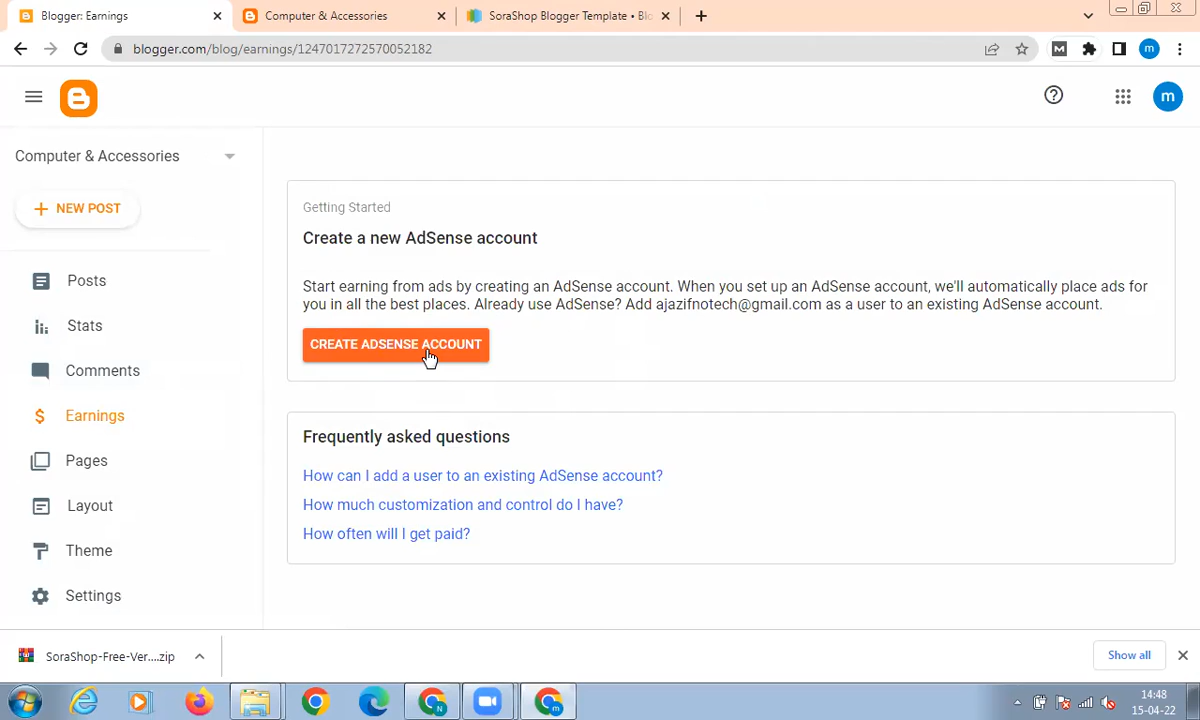 Blogger: Earnings
Computer & Accessories
SoraShop Blogger Template • Blo
blogger.com/blog/earnings/1247017272570052182
M
m
m
Computer & Accessories
NEW POST
Posts
Stats
Comments
Earnings
Pages
Layout
Theme
Settings
Getting Started
Create a new AdSense account
Start earning from ads by creating an AdSense account. When you set up an AdSense account, we'll automatically place ads for
you in all the best places. Already use AdSense? Add ajazifnotech@gmail.com as a user to an existing AdSense account.
CREATE ADSENSE ACCOUNT
Frequently asked questions
How can I add a user to an existing AdSense account?
How much customization and control do I have?
How often will I get paid?
SoraShop-Free-Ver....zip
Show all
N
m
14:48
15-04-22